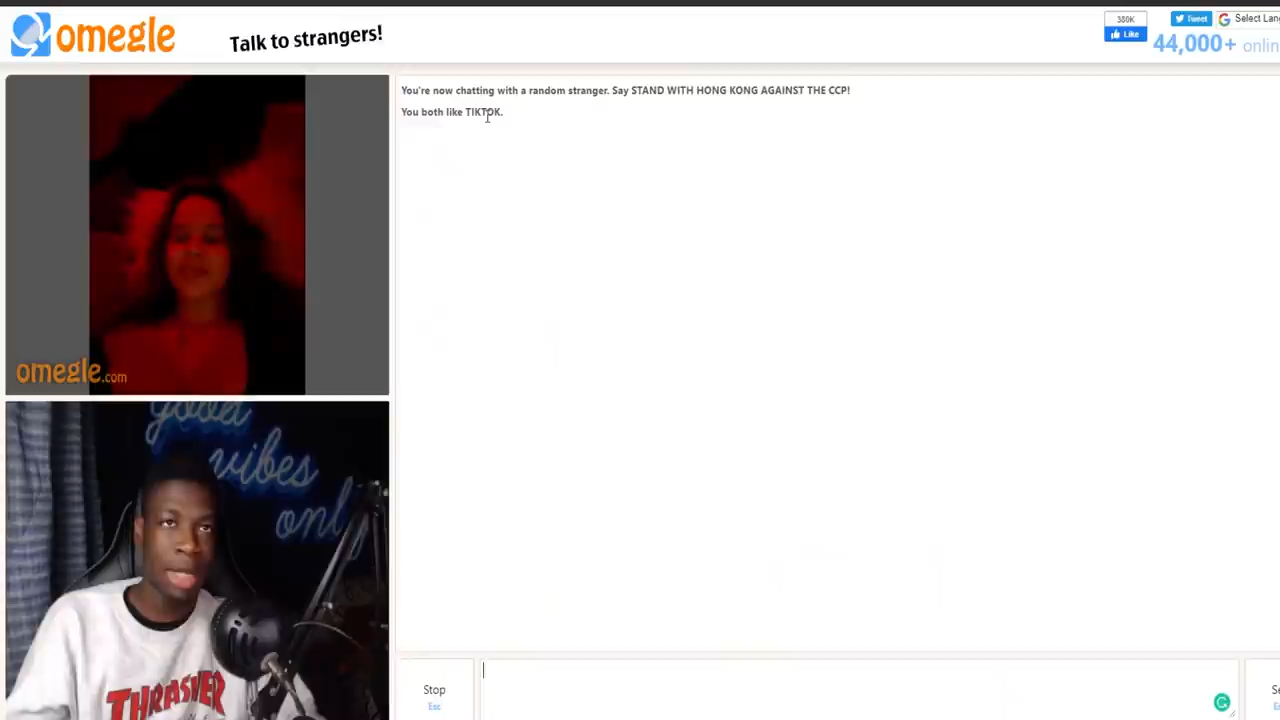 omegle
Talk to strangers!
380K
Like
Tweet
Select Lang
44,000+ onlin
You're now chatting with a random stranger. Say STAND WITH HONG KONG AGAINST THE CCP!
You both like TIKTOK.
omegle.com
good
vibes
only
THRASHER
Stop
Esc
Se